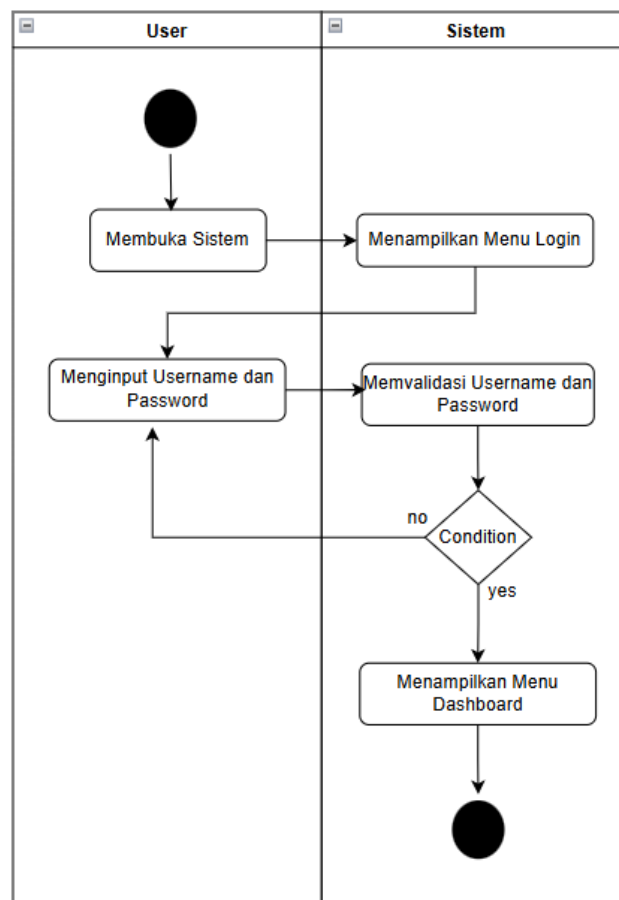 User
Sistem
Membuka Sistem
Menampilkan Menu Login
Menginput Username dan
Password
Memvalidasi Username dan
Password
no
Condition
yes
Menampilkan Menu
Dashboard